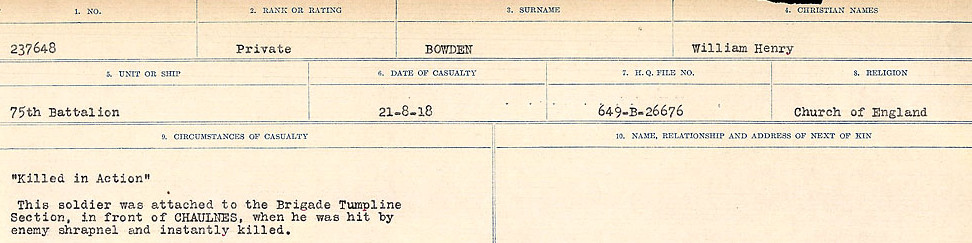 1. NO. 2. RANK OR RATING 3. SURNAME 4. CHRISTIAN NAMES
237648 Private BOWDEN William Henry
5. UNIT OR SHIP 6. DATE OF CASUALTY 7. H. Q. FILE NO. 8. RELIGION
75th Battalion 21-8-18 649-B-26676 Church of England
9. CIRCUMSTANCES OF CASUALTY 10. NAME, RELATIONSHIP AND ADDRESS OF NEXT OF KIN
"Killed in Action"
This soldier was attached to the Brigade Tumpline
Section, in front of CHAULNES, when he was hit by
enemy shrapnel and instantly killed.